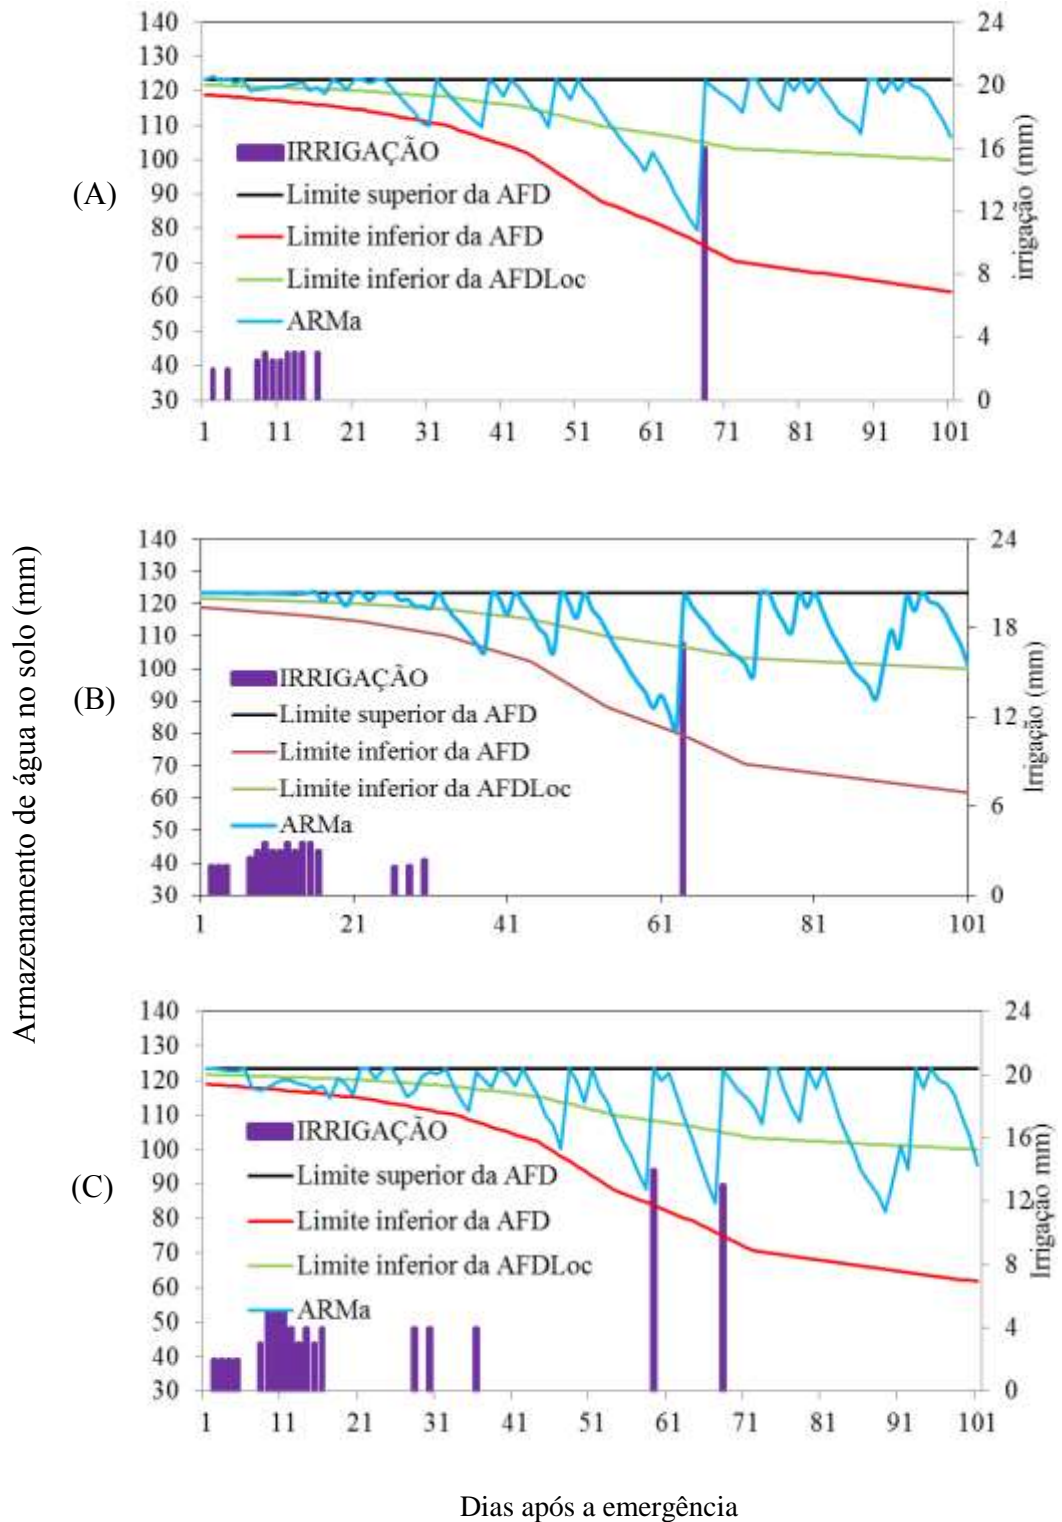 Armazenamento de água no solo (mm)
(A)
140
130
120
110
100
90
80
70
60
50
40
30
IRRIGAÇÃO
Limite superior da AFD
Limite inferior da AFD
Limite inferior da AFDLoc
ARMa
24
20
16
12
8
4
0
irrigação (mm)
1 11 21 31 41 51 61 71 81 91 101
(B)
140
130
120
110
100
90
80
70
60
50
40
30
IRRIGAÇÃO
Limite superior da AFD
Limite inferior da AFD
Limite inferior da AFDLoc
ARMa
24
18
12
6
0
Irrigação (mm)
1 21 41 61 81 101
(C)
140
130
120
110
100
90
80
70
60
50
40
30
IRRIGAÇÃO
Limite superior da AFD
Limite inferior da AFD
Limite inferior da AFDLoc
ARMa
24
20
16
12
8
4
0
Irrigação mm)
1 11 21 31 41 51 61 71 81 91 101
Dias após a emergência